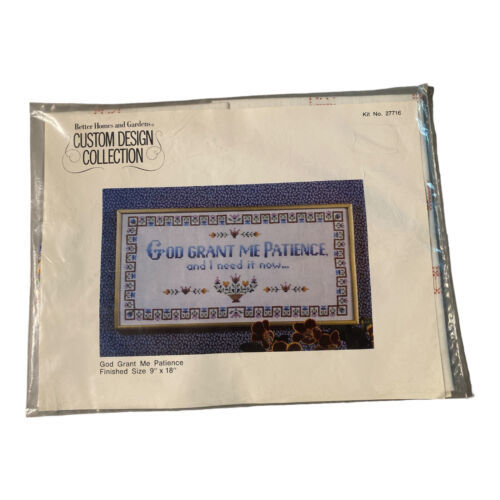 Better Homes and Gardens®
CUSTOM DESIGN
COLLECTION
Kit No. 27716
GOD GRANT ME PATIENCE,
and I need it now...
God Grant Me Patience
Finished Size 9" x 18"